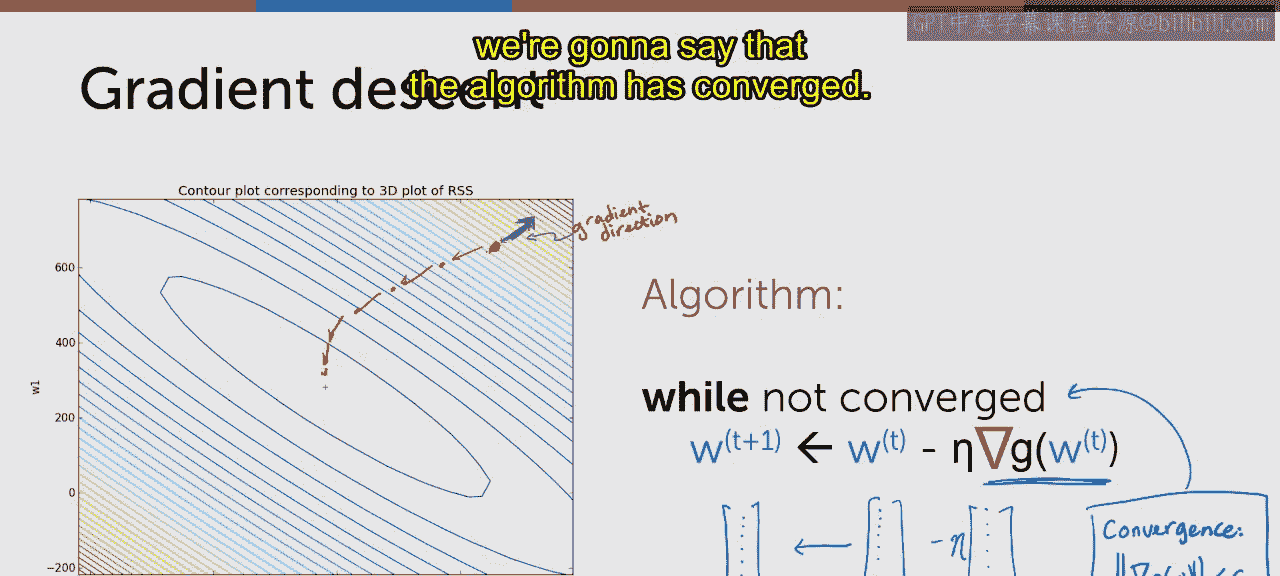 we're gonna say that
the algorithm has converged.
Gradient descent
Contour plot corresponding to 3D plot of RSS
gradient
direction
600
400
200
0
−200
w1
Algorithm:
while not converged
w(t+1) ← w(t) - η∇g(w(t))
← -η
Convergence: